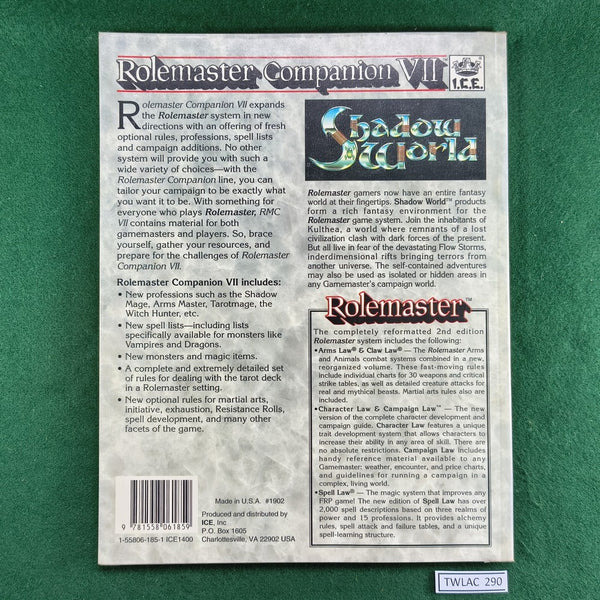 Rolemaster Companion VII
I.C.E.
Rolemaster Companion VII expands
the Rolemaster system in new
directions with an offering of fresh
optional rules, professions, spell lists
and campaign additions. No other
system will provide you with such a
wide variety of choices—with the
Rolemaster Companion line, you can
tailor your campaign to be exactly what
you want it to be. With something for
everyone who plays Rolemaster, RMC
VII contains material for both
gamemasters and players. So, brace
yourself, gather your resources, and
prepare for the challenges of Rolemaster
Companion VII.
Rolemaster Companion VII includes:
• New professions such as the Shadow
Mage, Arms Master, Tarotmage, the
Witch Hunter, etc.
• New spell lists—including lists
specifically available for monsters like
Vampires and Dragons.
• New monsters and magic items.
• A complete and extremely detailed set
of rules for dealing with the tarot deck
in a Rolemaster setting.
• New optional rules for martial arts,
initiative, exhaustion, Resistance Rolls,
spell development, and many other
facets of the game.
Shadow
World
Rolemaster gamers now have an entire fantasy
world at their fingertips. Shadow World™ products
form a rich fantasy environment for the
Rolemaster game system. Join the inhabitants of
Kulthea, a world where remnants of a lost
civilization clash with dark forces of the present.
But all live in fear of the devastating Flow Storms,
interdimensional rifts bringing terrors from
another universe. The self-contained adventures
may also be used as isolated or hidden areas in
any Gamemaster's campaign world.
Rolemaster™
The completely reformatted 2nd edition
Rolemaster system includes the following:
•Arms Law® & Claw Law® — The Rolemaster Arms
and Animals combat systems combined in a new,
reorganized volume. These fast-moving rules
include individual charts for 30 weapons and critical
strike tables, as well as detailed creature attacks for
real and mythical beasts. Martial arts rules also are
included.
•Character Law & Campaign Law™ — The new
version of the complete character development and
campaign guide. Character Law features a unique
trait development system that allows characters to
increase their ability in any area of skill. There are
no absolute restrictions. Campaign Law includes
handy reference material available to any
Gamemaster: weather, encounter, and price charts,
and guidelines for running a campaign in a
complex, living world.
•Spell Law® — The magic system that improves any
FRP game! The new edition of Spell Law has over
2,000 spell descriptions based on three realms of
power and 15 professions. It provides alchemy
rules, spell attack and failure tables, and a unique
spell-learning structure.
Made in U.S.A. #1902
Produced and distributed by
ICE, Inc
P.O. Box 1605
Charlottesville, VA 22902 USA
9 781558 061859
1-55806-185-1 ICE1400
TWLAC 290